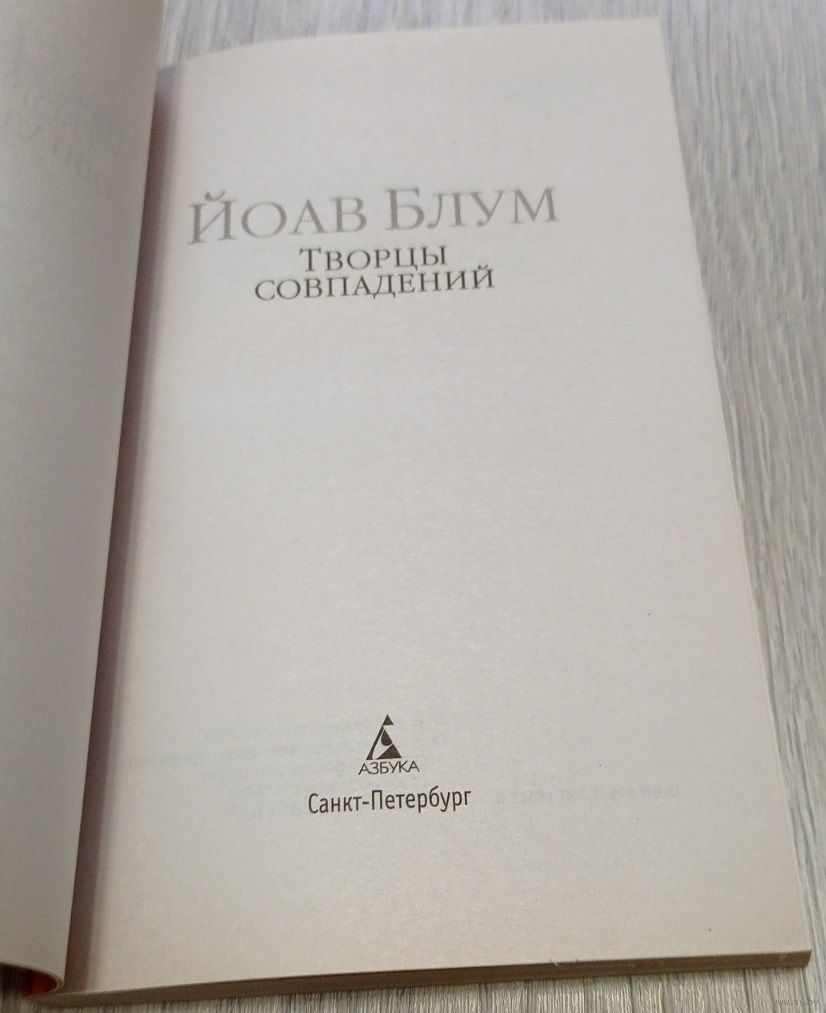 Йоав Блум
Творцы
совпадений
АЗБУКА
Санкт-Петербург